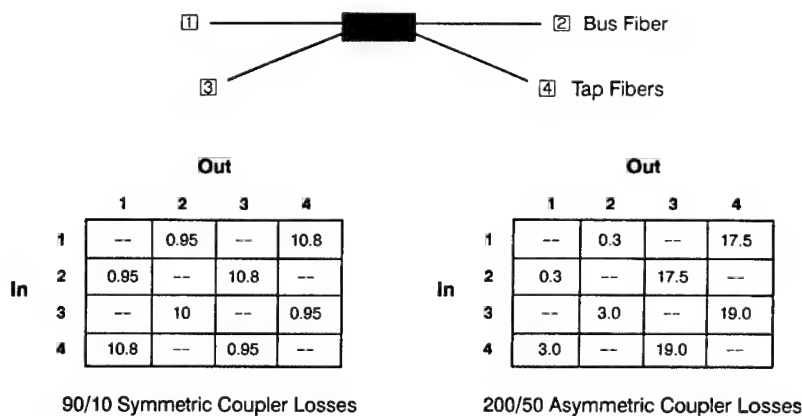 1 2 Bus Fiber
3 4 Tap Fibers
Out
1 2 3 4
In
1 -- 0.95 -- 10.8
2 0.95 -- 10.8 --
3 -- 10 -- 0.95
4 10.8 -- 0.95 --
90/10 Symmetric Coupler Losses
Out
1 2 3 4
In
1 -- 0.3 -- 17.5
2 0.3 -- 17.5 --
3 -- 3.0 -- 19.0
4 3.0 -- 19.0 --
200/50 Asymmetric Coupler Losses